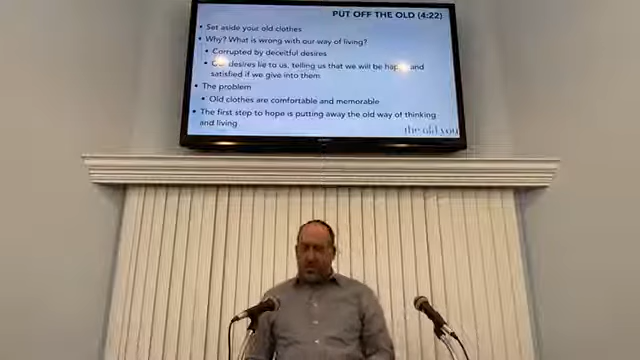 PUT OFF THE OLD (4:22)
• Set aside your old clothes
• Why? What is wrong with our way of living?
• Corrupted by deceitful desires
• Our desires lie to us, telling us that we will be happy and
satisfied if we give into them
• The problem
• Old clothes are comfortable and memorable
• The first step to hope is putting away the old way of thinking
and living
the old you